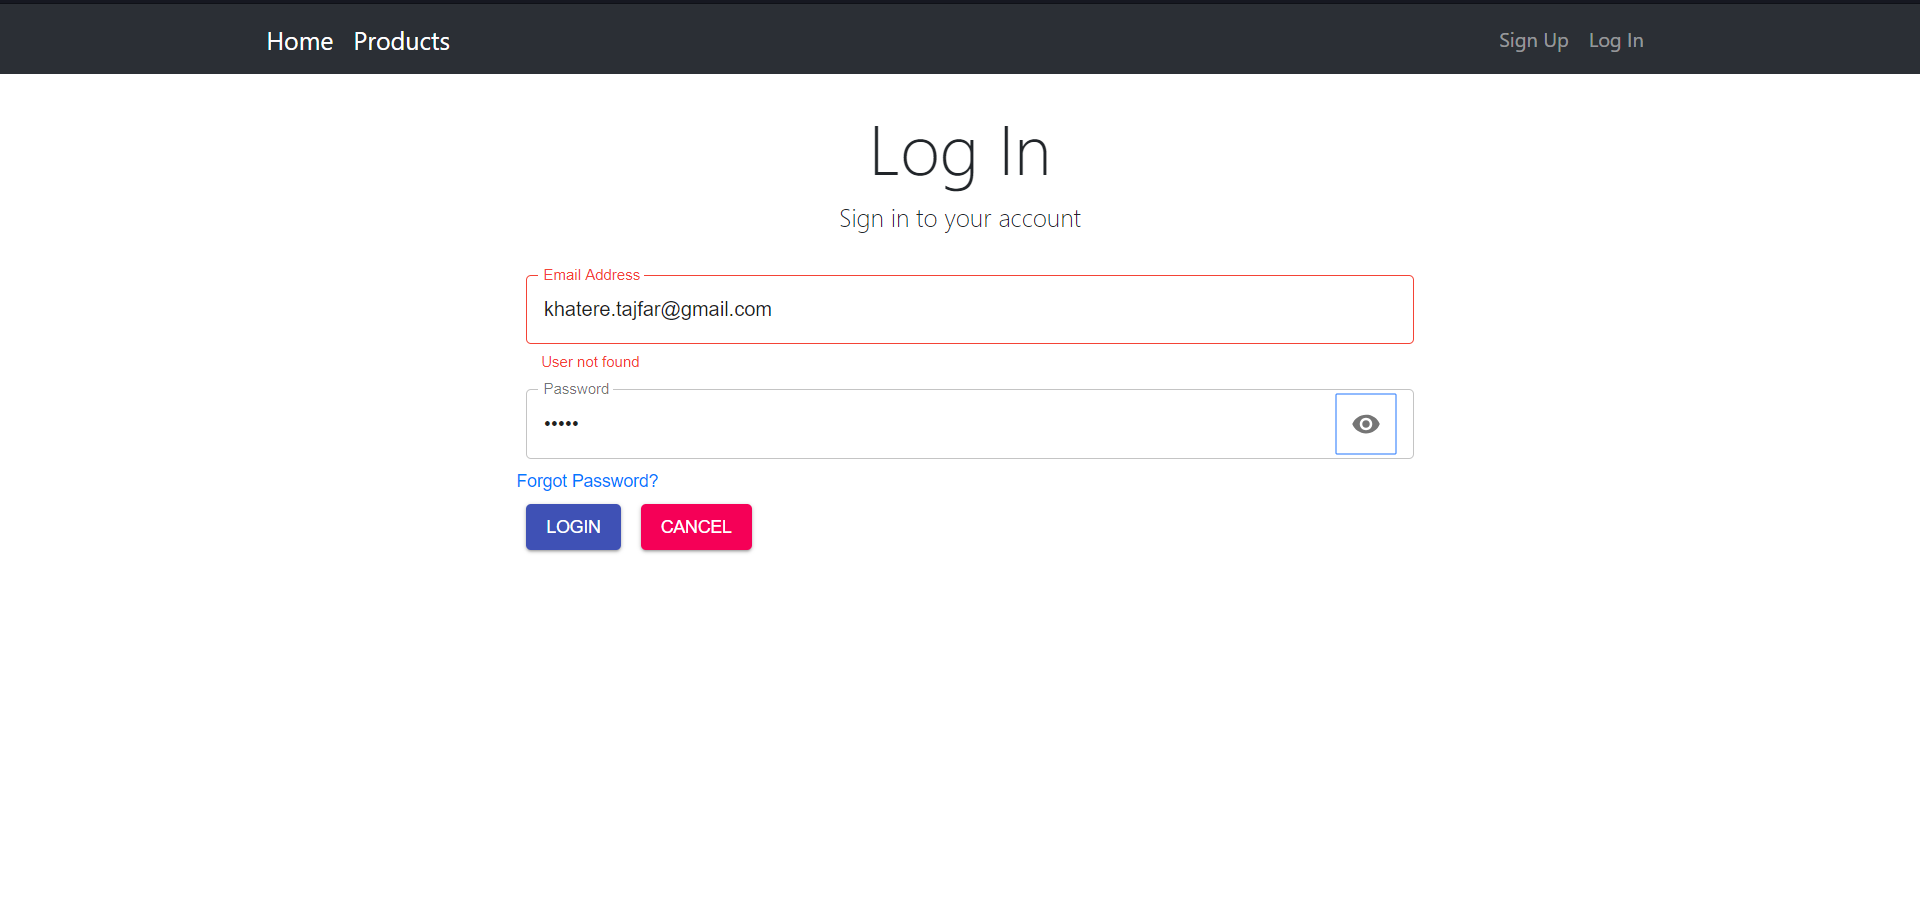 Home Products Sign Up Log In
Log In
Sign in to your account
Email Address
khatere.tajfar@gmail.com
User not found
Password
•••••
Forgot Password?
LOGIN CANCEL